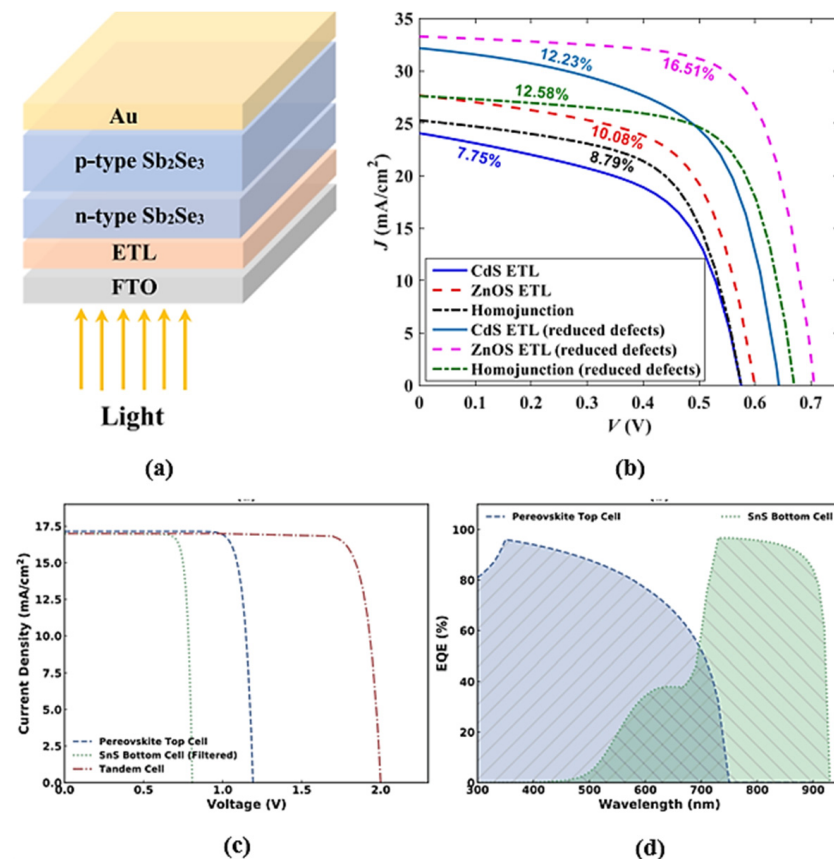 Au
p-type Sb₂Se₃
n-type Sb₂Se₃
ETL
FTO
Light
(a)
35
30
25
20
15
10
5
0
J (mA/cm²)
12.23%
16.51%
12.58%
10.08%
7.75%
8.79%
CdS ETL
ZnOS ETL
Homojunction
CdS ETL (reduced defects)
ZnOS ETL (reduced defects)
Homojunction (reduced defects)
0 0.1 0.2 0.3 0.4 0.5 0.6 0.7
V (V)
(b)
17.5
15.0
12.5
10.0
7.5
5.0
2.5
0.0
Current Density (mA/cm²)
Pereovskite Top Cell
SnS Bottom Cell (Filtered)
Tandem Cell
0.0 0.5 1.0 1.5 2.0
Voltage (V)
(c)
Pereovskite Top Cell
SnS Bottom Cell
100
80
60
40
20
0
EQE (%)
300 400 500 600 700 800 900
Wavelength (nm)
(d)